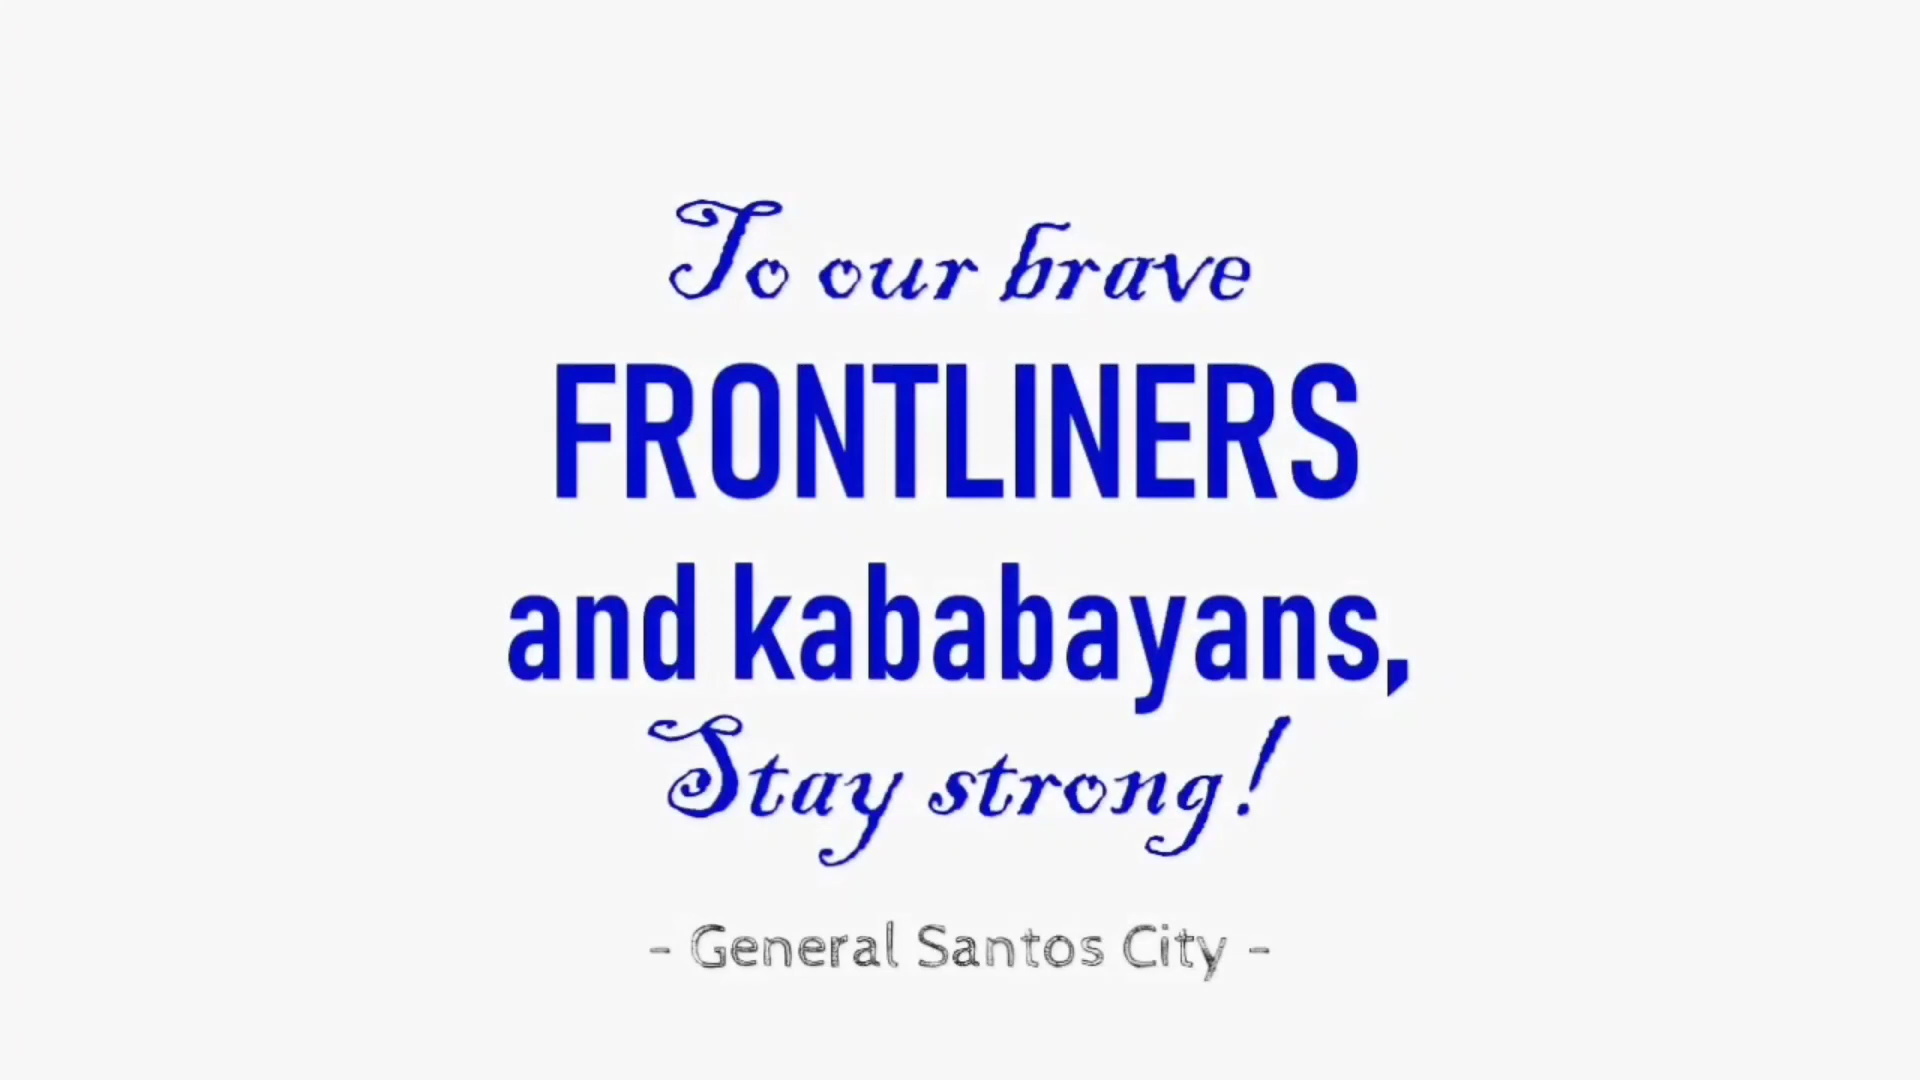 To our brave
FRONTLINERS
and kababayans,
Stay strong!
- General Santos City -